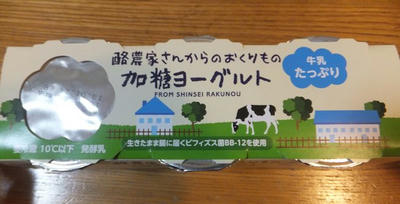 酪農家さんからのおくりもの
加糖ヨーグルト
FROM SHINSEI RAKUNOU
牛乳
たっぷり
生きたまま腸に届くビフィズス菌BB-12を使用
要冷蔵 10℃以下 発酵乳